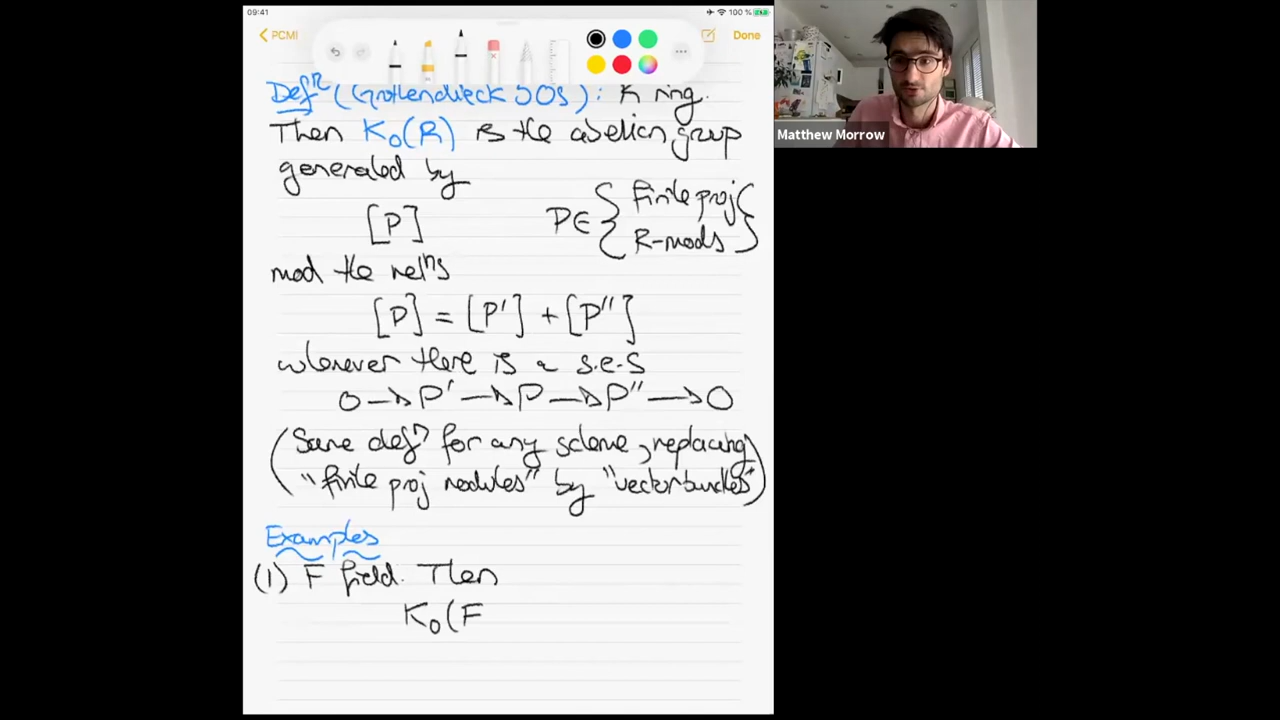 09:41
100 %
PCMI
Done
Defⁿ (Grothendieck 50s): R ring.
Then K₀(R) is the abelian group
generated by
[P] P∈ { finite proj R-mods }
mod the relⁿs
[P] = [P'] + [P'']
whenever there is a s.e.s
0 → P' → P → P'' → 0
(Same defⁿ for any scheme, replacing
"finite proj modules" by "vector bundles")
Examples
(1) F field. Then
K₀(F
Matthew Morrow